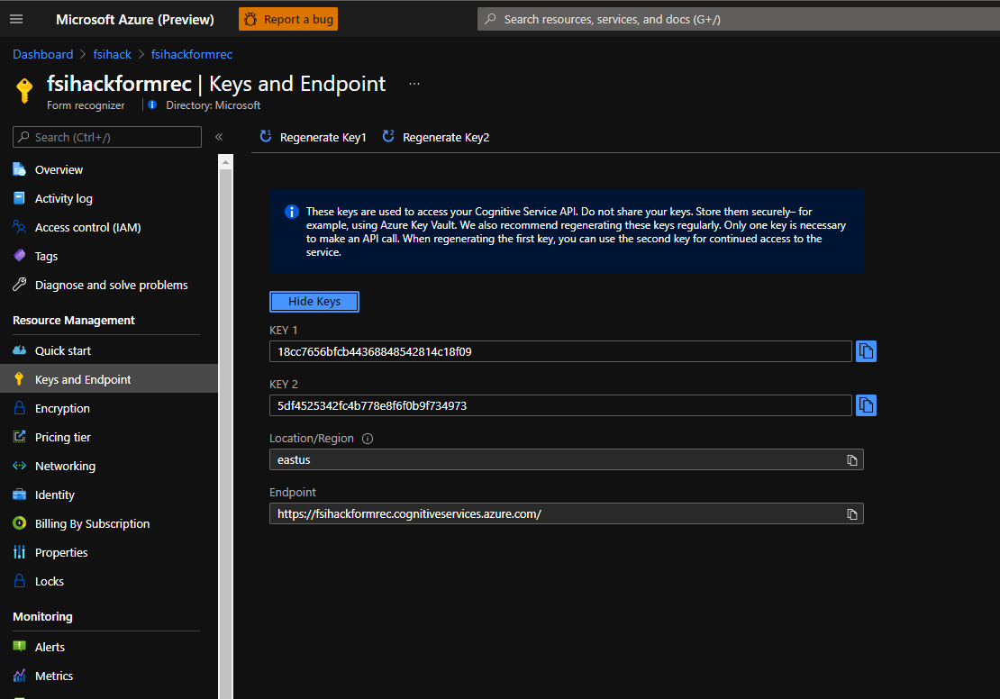 Microsoft Azure (Preview)
Report a bug
Search resources, services, and docs (G+/)
Dashboard > fsihack > fsihackformrec
fsihackformrec | Keys and Endpoint ...
Form recognizer
Directory: Microsoft
Search (Ctrl+/)
«
Regenerate Key1
Regenerate Key2
Overview
Activity log
Access control (IAM)
Tags
Diagnose and solve problems
Resource Management
Quick start
Keys and Endpoint
Encryption
Pricing tier
Networking
Identity
Billing By Subscription
Properties
Locks
Monitoring
Alerts
Metrics
These keys are used to access your Cognitive Service API. Do not share your keys. Store them securely– for
example, using Azure Key Vault. We also recommend regenerating these keys regularly. Only one key is necessary
to make an API call. When regenerating the first key, you can use the second key for continued access to the
service.
Hide Keys
KEY 1
18cc7656bfcb44368848542814c18f09
KEY 2
5df4525342fc4b778e8f6f0b9f734973
Location/Region
eastus
Endpoint
https://fsihackformrec.cognitiveservices.azure.com/